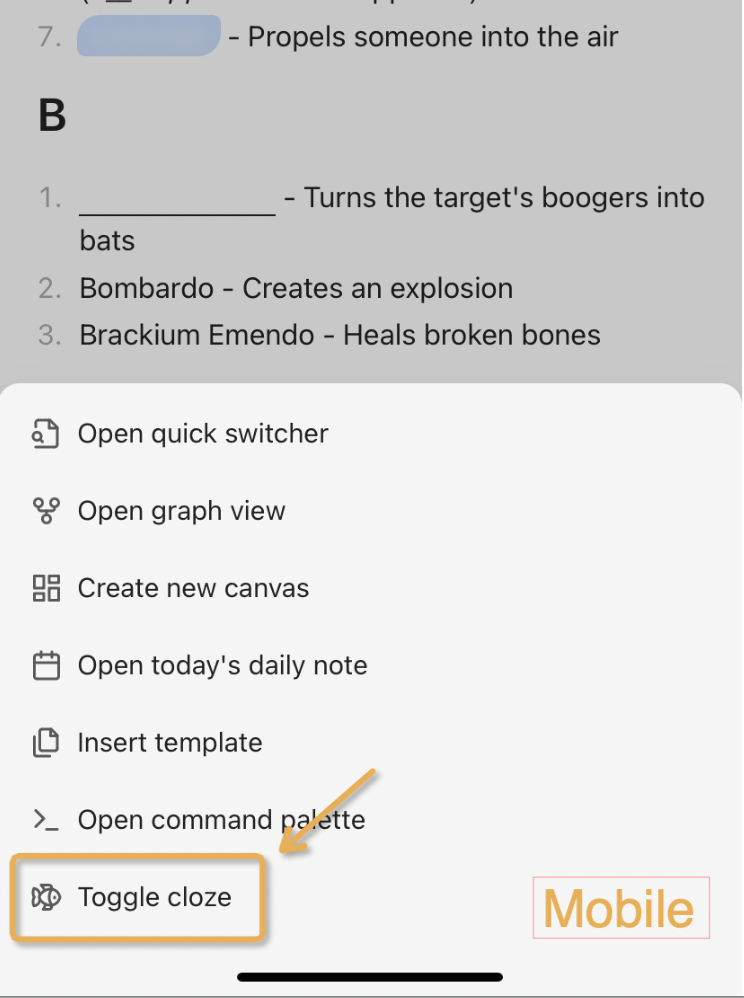 7. - Propels someone into the air
B
1. _____________ - Turns the target's boogers into
bats
2. Bombardo - Creates an explosion
3. Brackium Emendo - Heals broken bones
Open quick switcher
Open graph view
Create new canvas
Open today's daily note
Insert template
Open command palette
Toggle cloze
Mobile